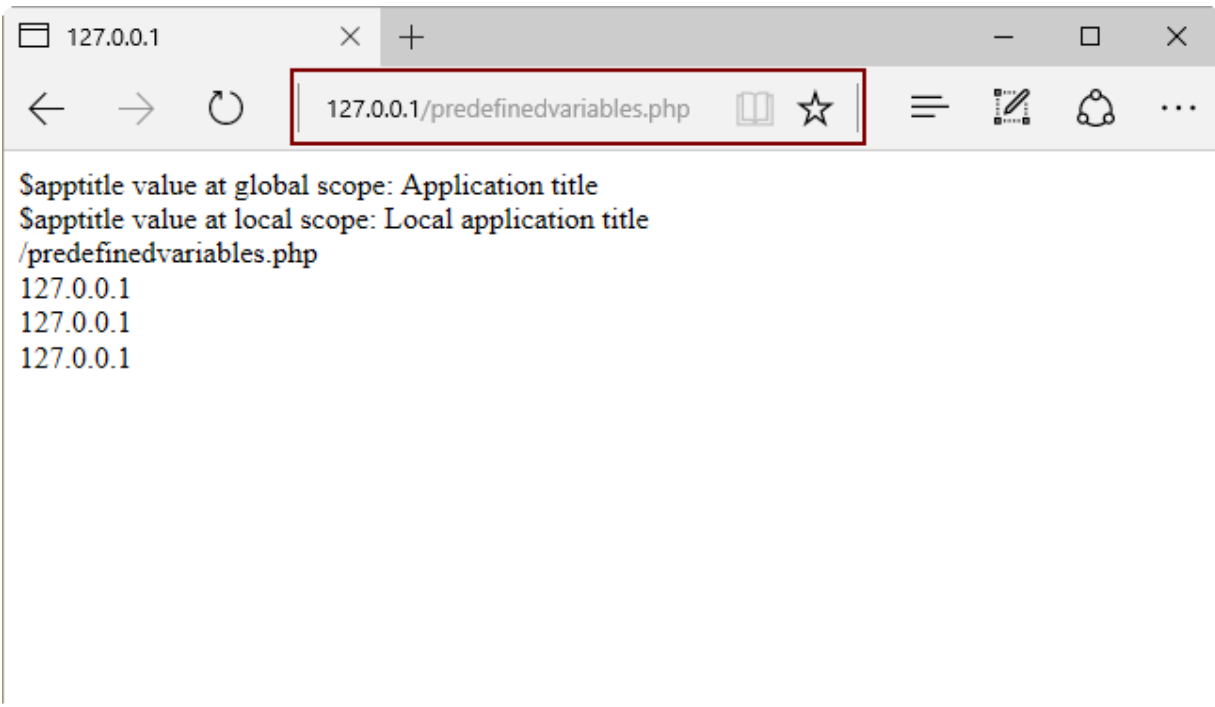 127.0.0.1
127.0.0.1/predefinedvariables.php
$apptitle value at global scope: Application title
$apptitle value at local scope: Local application title
/predefinedvariables.php
127.0.0.1
127.0.0.1
127.0.0.1